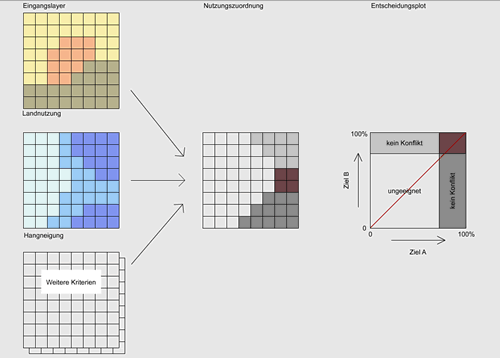 Eingangslayer
Nutzungszuordnung
Entscheidungsplot
Landnutzung
Hangneigung
Weitere Kriterien
100%
kein Konflikt
Ziel B
ungeeignet
kein Konflikt
0
100%
Ziel A